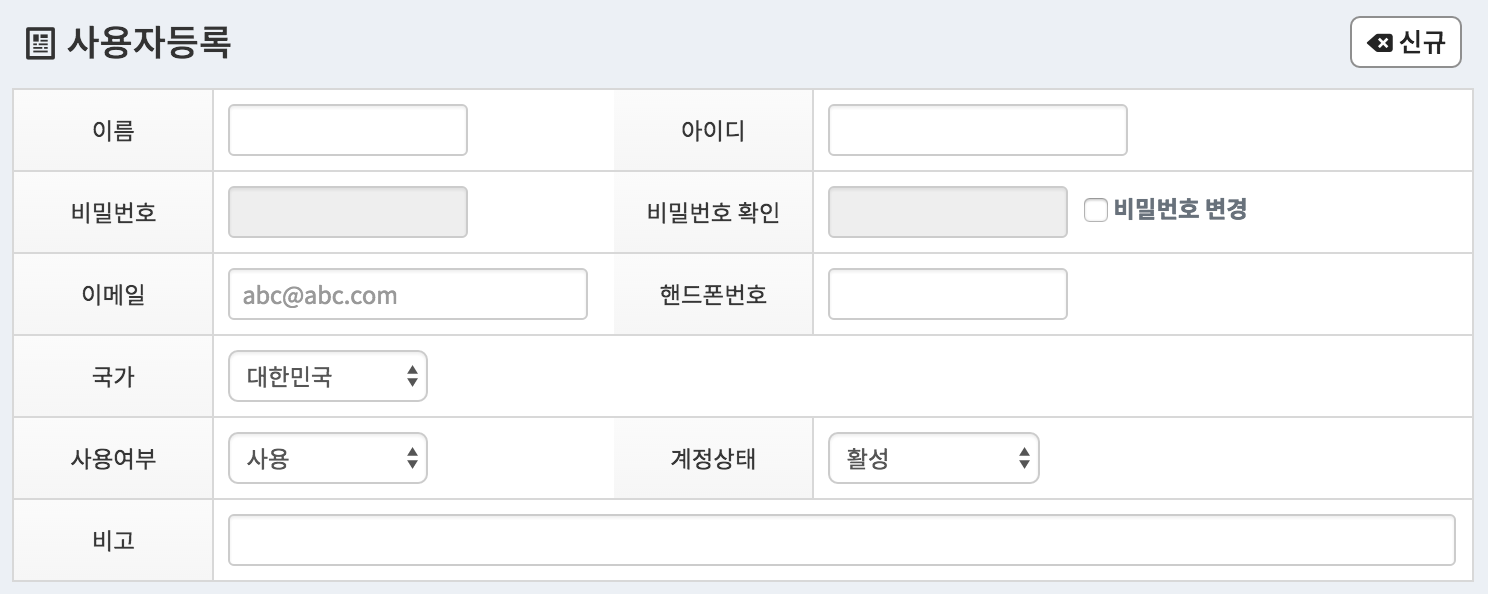 사용자등록
신규
이름
아이디
비밀번호
비밀번호 확인
비밀번호 변경
이메일
abc@abc.com
핸드폰번호
국가
대한민국
사용여부
사용
계정상태
활성
비고